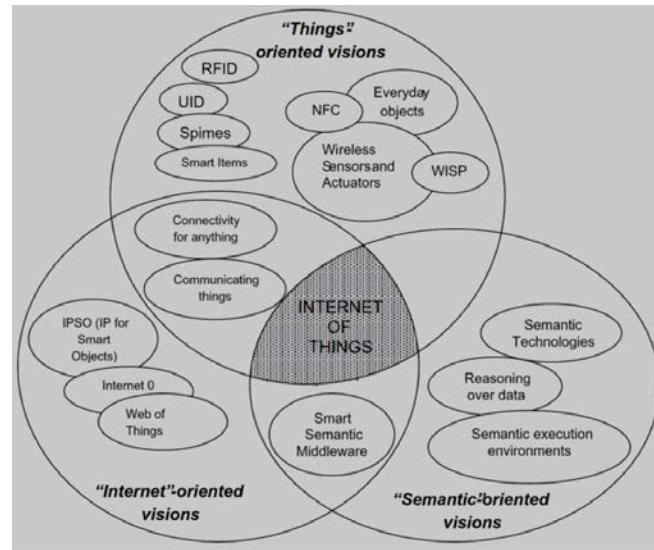 “Things”-
oriented visions
RFID
UID
Spimes
Smart Items
NFC
Everyday
objects
Wireless
Sensors and
Actuators
WISP
Connectivity
for anything
Communicating
things
INTERNET
OF
THINGS
IPSO (IP for
Smart
Objects)
Internet 0
Web of
Things
Semantic
Technologies
Reasoning
over data
Semantic execution
environments
Smart
Semantic
Middleware
“Internet”-oriented
visions
“Semantic”-oriented
visions